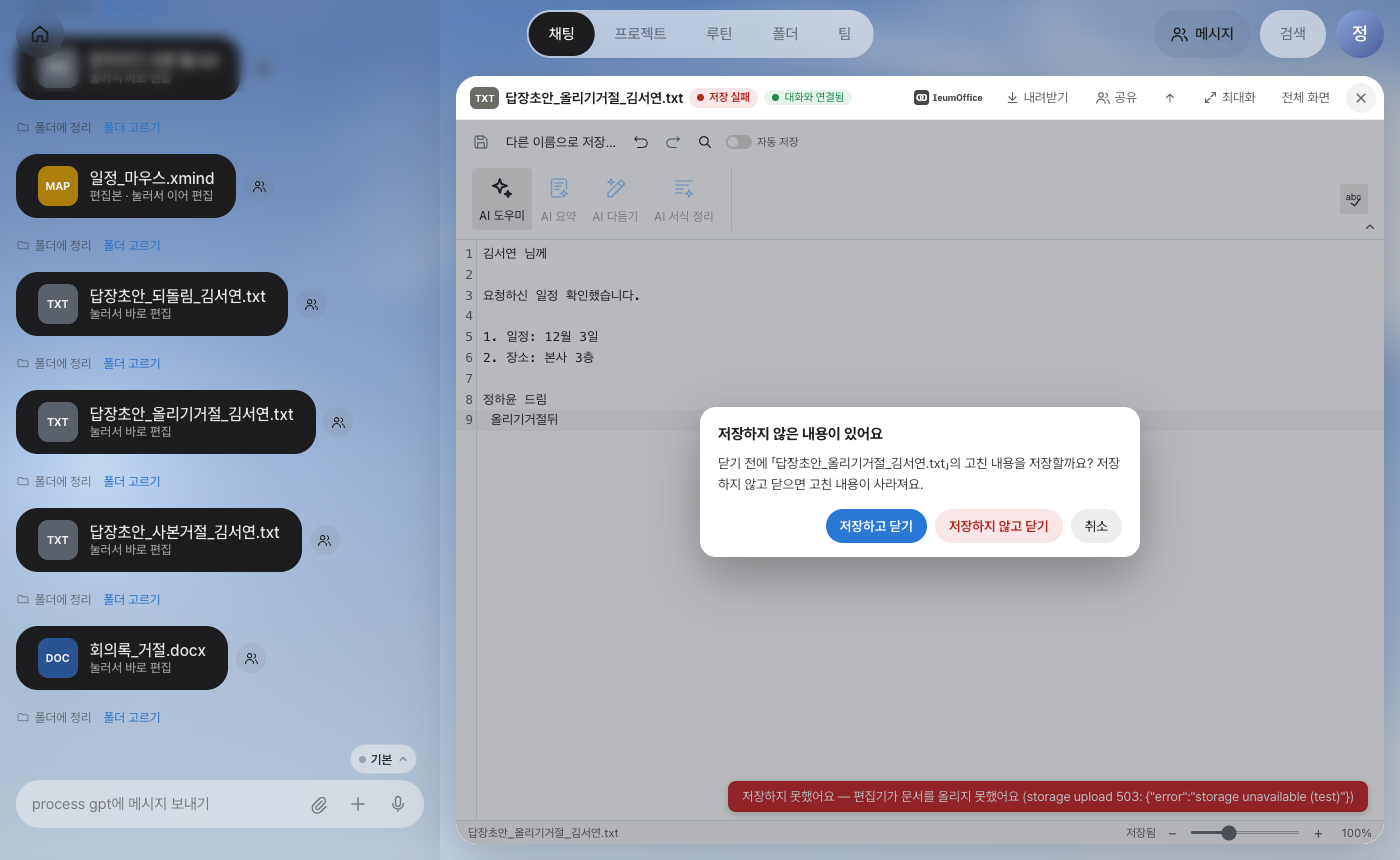 채팅
프로젝트
루틴
폴더
팀
메시지
검색
정
폴더에 정리 폴더 고르기
MAP
일정_마우스.xmind
편집본 · 눌러서 이어 편집
폴더에 정리 폴더 고르기
TXT
답장초안_되돌림_김서연.txt
눌러서 바로 편집
폴더에 정리 폴더 고르기
TXT
답장초안_올리기거절_김서연.txt
눌러서 바로 편집
폴더에 정리 폴더 고르기
TXT
답장초안_사본거절_김서연.txt
눌러서 바로 편집
폴더에 정리 폴더 고르기
DOC
회의록_거절.docx
눌러서 바로 편집
폴더에 정리 폴더 고르기
기본
process gpt에 메시지 보내기
TXT 답장초안_올리기거절_김서연.txt 저장 실패 대화와 연결됨
IeumOffice 내려받기 공유 최대화 전체 화면
다른 이름으로 저장... 자동 저장
AI 도우미 AI 요약 AI 다듬기 AI 서식 정리
abc
1 김서연 님께
2
3 요청하신 일정 확인했습니다.
4
5 1. 일정: 12월 3일
6 2. 장소: 본사 3층
7
8 정하윤 드림
9 올리기거절뒤
저장하지 않은 내용이 있어요
닫기 전에 「답장초안_올리기거절_김서연.txt」의 고친 내용을 저장할까요? 저장
하지 않고 닫으면 고친 내용이 사라져요.
저장하고 닫기 저장하지 않고 닫기 취소
저장하지 못했어요 — 편집기가 문서를 올리지 못했어요 (storage upload 503: {"error":"storage unavailable (test)"})
답장초안_올리기거절_김서연.txt
저장됨 − + 100%